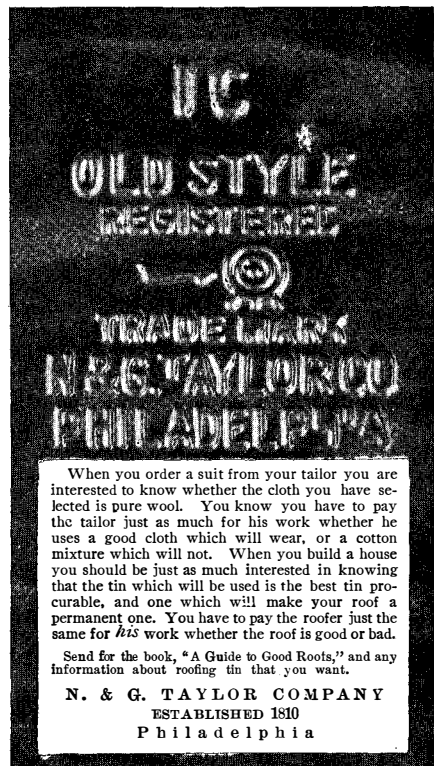 IC
OLD STYLE
REGISTERED
TRADE MARK
N.&G. TAYLOR CO
PHILADELPHIA
When you order a suit from your tailor you are
interested to know whether the cloth you have se-
lected is pure wool. You know you have to pay
the tailor just as much for his work whether he
uses a good cloth which will wear, or a cotton
mixture which will not. When you build a house
you should be just as much interested in knowing
that the tin which will be used is the best tin pro-
curable, and one which will make your roof a
permanent one. You have to pay the roofer just the
same for his work whether the roof is good or bad.
Send for the book, "A Guide to Good Roofs," and any
information about roofing tin that you want.
N. & G. TAYLOR COMPANY
ESTABLISHED 1810
Philadelphia